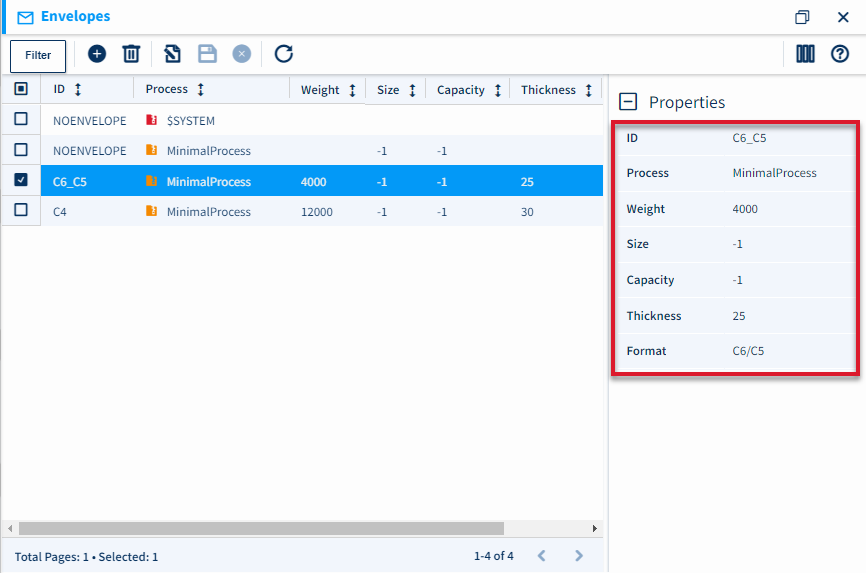 Envelopes
Filter
ID Process Weight Size Capacity Thickness
NOENVELOPE $SYSTEM
NOENVELOPE MinimalProcess -1 -1
C6_C5 MinimalProcess 4000 -1 -1 25
C4 MinimalProcess 12000 -1 -1 30
Total Pages: 1 • Selected: 1 1-4 of 4
Properties
ID C6_C5
Process MinimalProcess
Weight 4000
Size -1
Capacity -1
Thickness 25
Format C6/C5